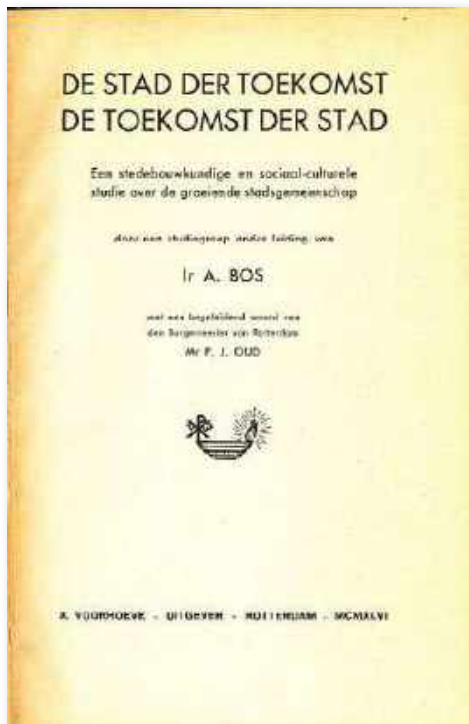 DE STAD DER TOEKOMST
DE TOEKOMST DER STAD
Een stedebouwkundige en sociaal-culturele
studie over de groeiende stadsgemeenschap
door een studiegroep onder leiding van
Ir A. BOS
met een begeleidend woord van
den Burgemeester van Rotterdam
Mr P. J. OUD
A. VOORHOEVE - UITGEVER - ROTTERDAM - MCMXLVI